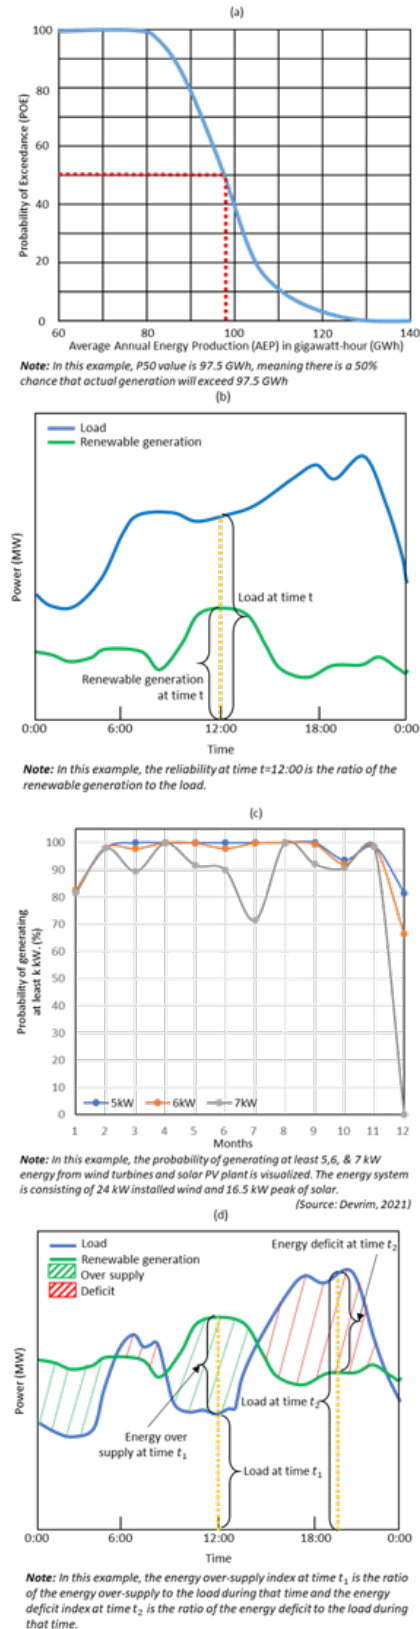 (a)
100
80
60
40
20
0
Probability of Exceedance (POE)
60 80 100 120 140
Average Annual Energy Production (AEP) in gigawatt-hour (GWh)
Note: In this example, P50 value is 97.5 GWh, meaning there is a 50%
chance that actual generation will exceed 97.5 GWh
(b)
Load
Renewable generation
Power (MW)
Load at time t
Renewable generation
at time t
0:00 6:00 12:00 18:00 0:00
Time
Note: In this example, the reliability at time t=12:00 is the ratio of the
renewable generation to the load.
(c)
100
90
80
70
60
50
40
30
20
10
0
Probability of generating
at least k kW. (%)
5kW 6kW 7kW
1 2 3 4 5 6 7 8 9 10 11 12
Months
Note: In this example, the probability of generating at least 5,6, & 7 kW
energy from wind turbines and solar PV plant is visualized. The energy system
is consisting of 24 kW installed wind and 16.5 kW peak of solar.
(Source: Devrim, 2021)
(d)
Load
Renewable generation
Over supply
Deficit
Energy deficit at time t₂
Power (MW)
Energy over
supply at time t₁
Load at time t₂
Load at time t₁
0:00 6:00 12:00 18:00 0:00
Time
Note: In this example, the energy over-supply index at time t₁ is the ratio
of the energy over-supply to the load during that time and the energy
deficit index at time t₂ is the ratio of the energy deficit to the load during
that time.